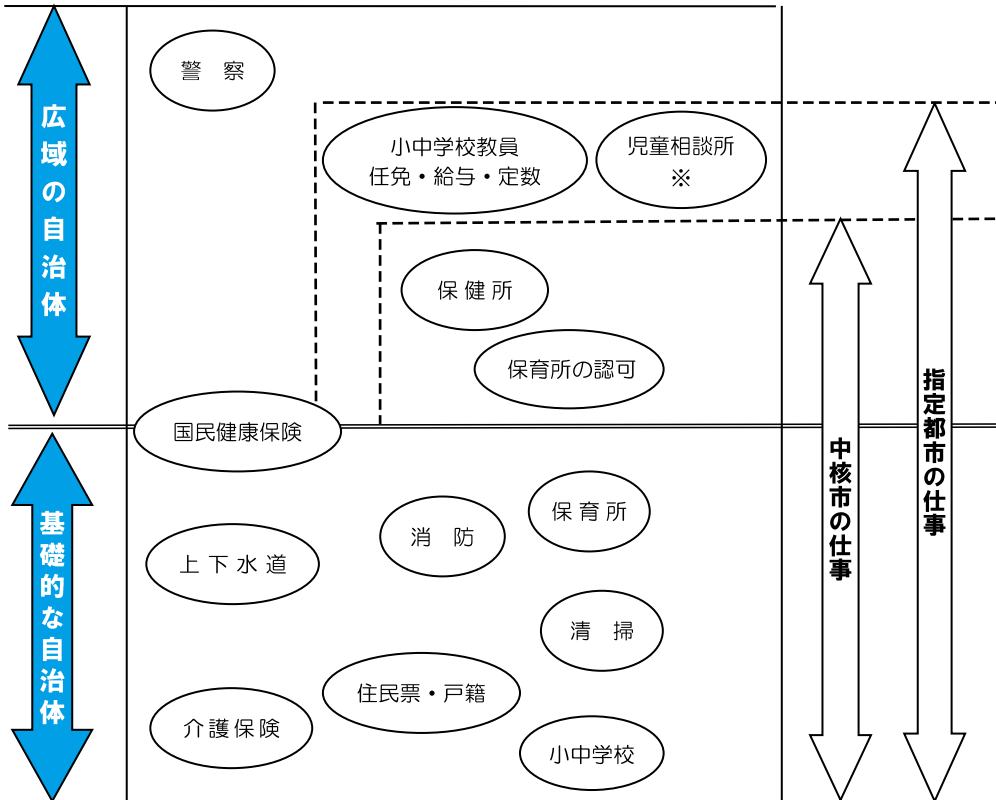 広域の自治体
警　察
小中学校教員
任免・給与・定数
児童相談所
※
保健所
保育所の認可
国民健康保険
基礎的な自治体
上下水道
消　防
保育所
清　掃
住民票・戸籍
介護保険
小中学校
中核市の仕事
指定都市の仕事